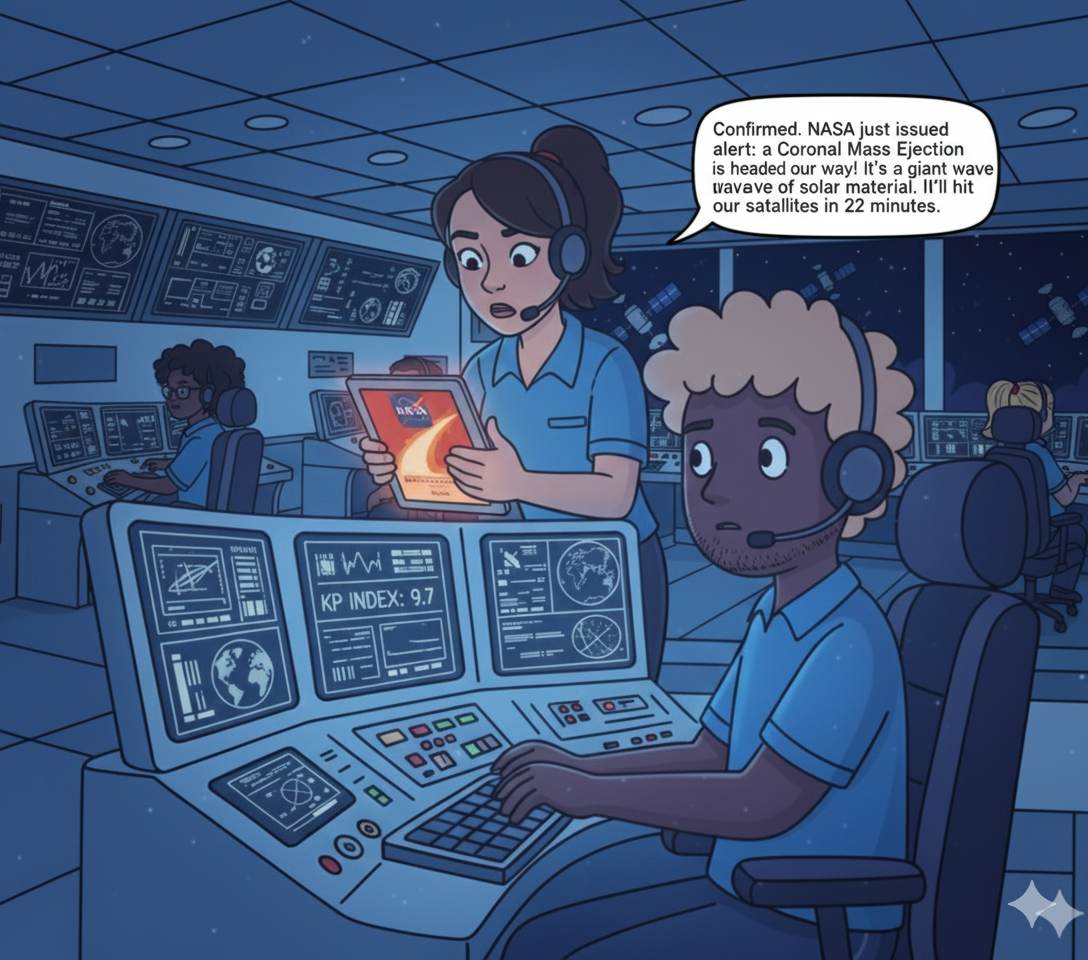 Confirmed. NASA just issued
alert: a Coronal Mass Ejection
is headed our way! It's a giant wave
wavave of solar material. It'll hit
our satallites in 22 minutes.
KP INDEX: 9.7